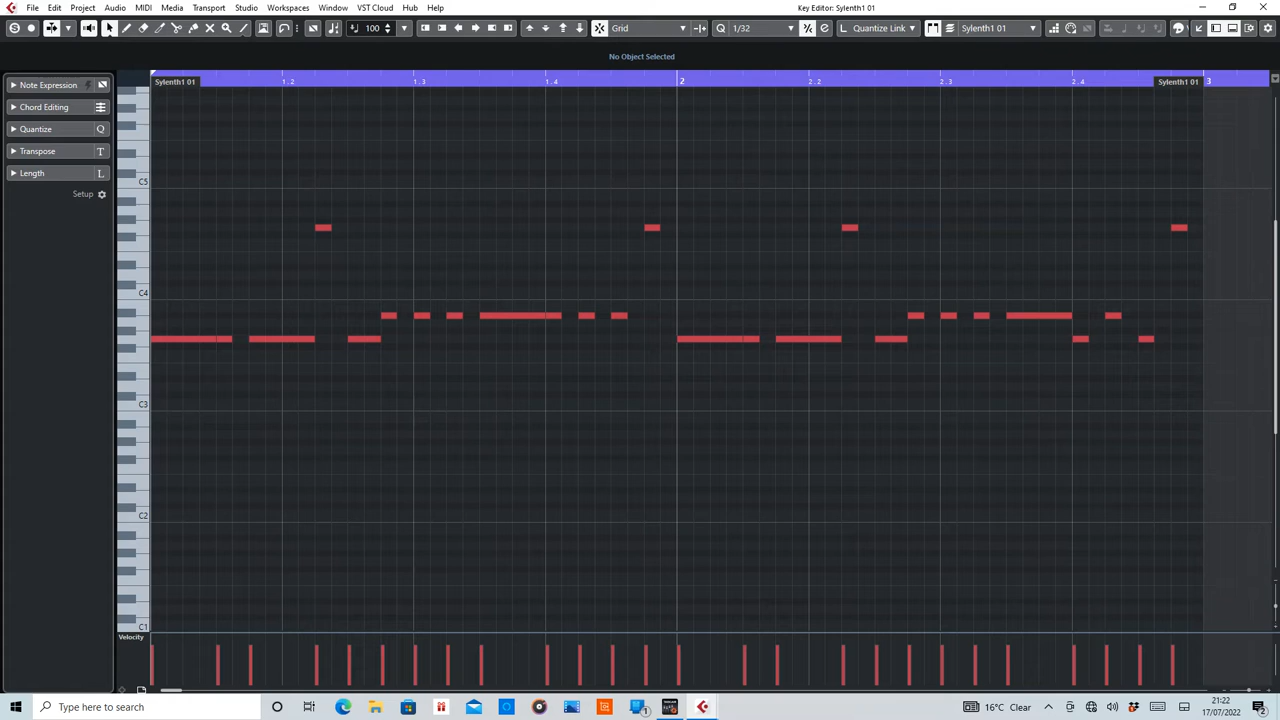 File Edit Project Audio MIDI Media Transport Studio Workspaces Window VST Cloud Hub Help
Key Editor: Sylenth1 01
S 100 Grid Q 1/32 e Quantize Link Sylenth1 01
No Object Selected
Sylenth1 01 1.2 1.3 1.4 2 2.2 2.3 2.4 Sylenth1 01 3
Note Expression
Chord Editing
Quantize Q
Transpose T
Length L
Setup
C5
C4
C3
C2
C1
Velocity
Type here to search
1
16°C Clear
21:22
17/07/2022
2